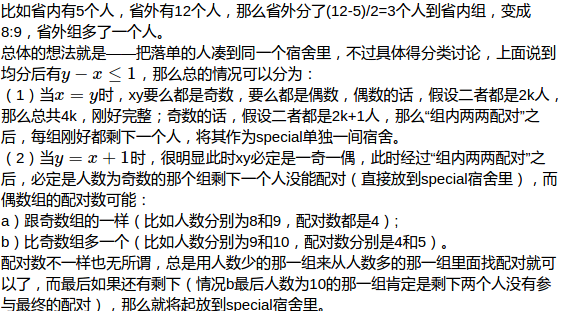 比如省内有5个人，省外有12个人，那么省外分了(12-5)/2=3个人到省内组，变成
8:9，省外组多了一个人。
总体的想法就是——把落单的人凑到同一个宿舍里，不过具体得分类讨论，上面说到
均分后有y − x ≤ 1，那么总的情况可以分为：
（1）当x = y时，xy要么都是奇数，要么都是偶数，偶数的话，假设二者都是2k人，
那么总共4k，刚好完整；奇数的话，假设二者都是2k+1人，那么“组内两两配对”之
后，每组刚好都剩下一个人，将其作为special单独一间宿舍。
（2）当y = x + 1时，很明显此时xy必定是一奇一偶，此时经过“组内两两配对”之
后，必定是人数为奇数的那个组剩下一个人没能配对（直接放到special宿舍里），而
偶数组的配对数可能：
a）跟奇数组的一样（比如人数分别为8和9，配对数都是4）；
b）比奇数组多一个（比如人数分别为9和10，配对数分别是4和5）。
配对数不一样也无所谓，总是用人数少的那一组来从人数多的那一组里面找配对就可
以了，而最后如果还有剩下（情况b最后人数为10的那一组肯定是剩下两个人没有参
与最终的配对），那么就将起放到special宿舍里。